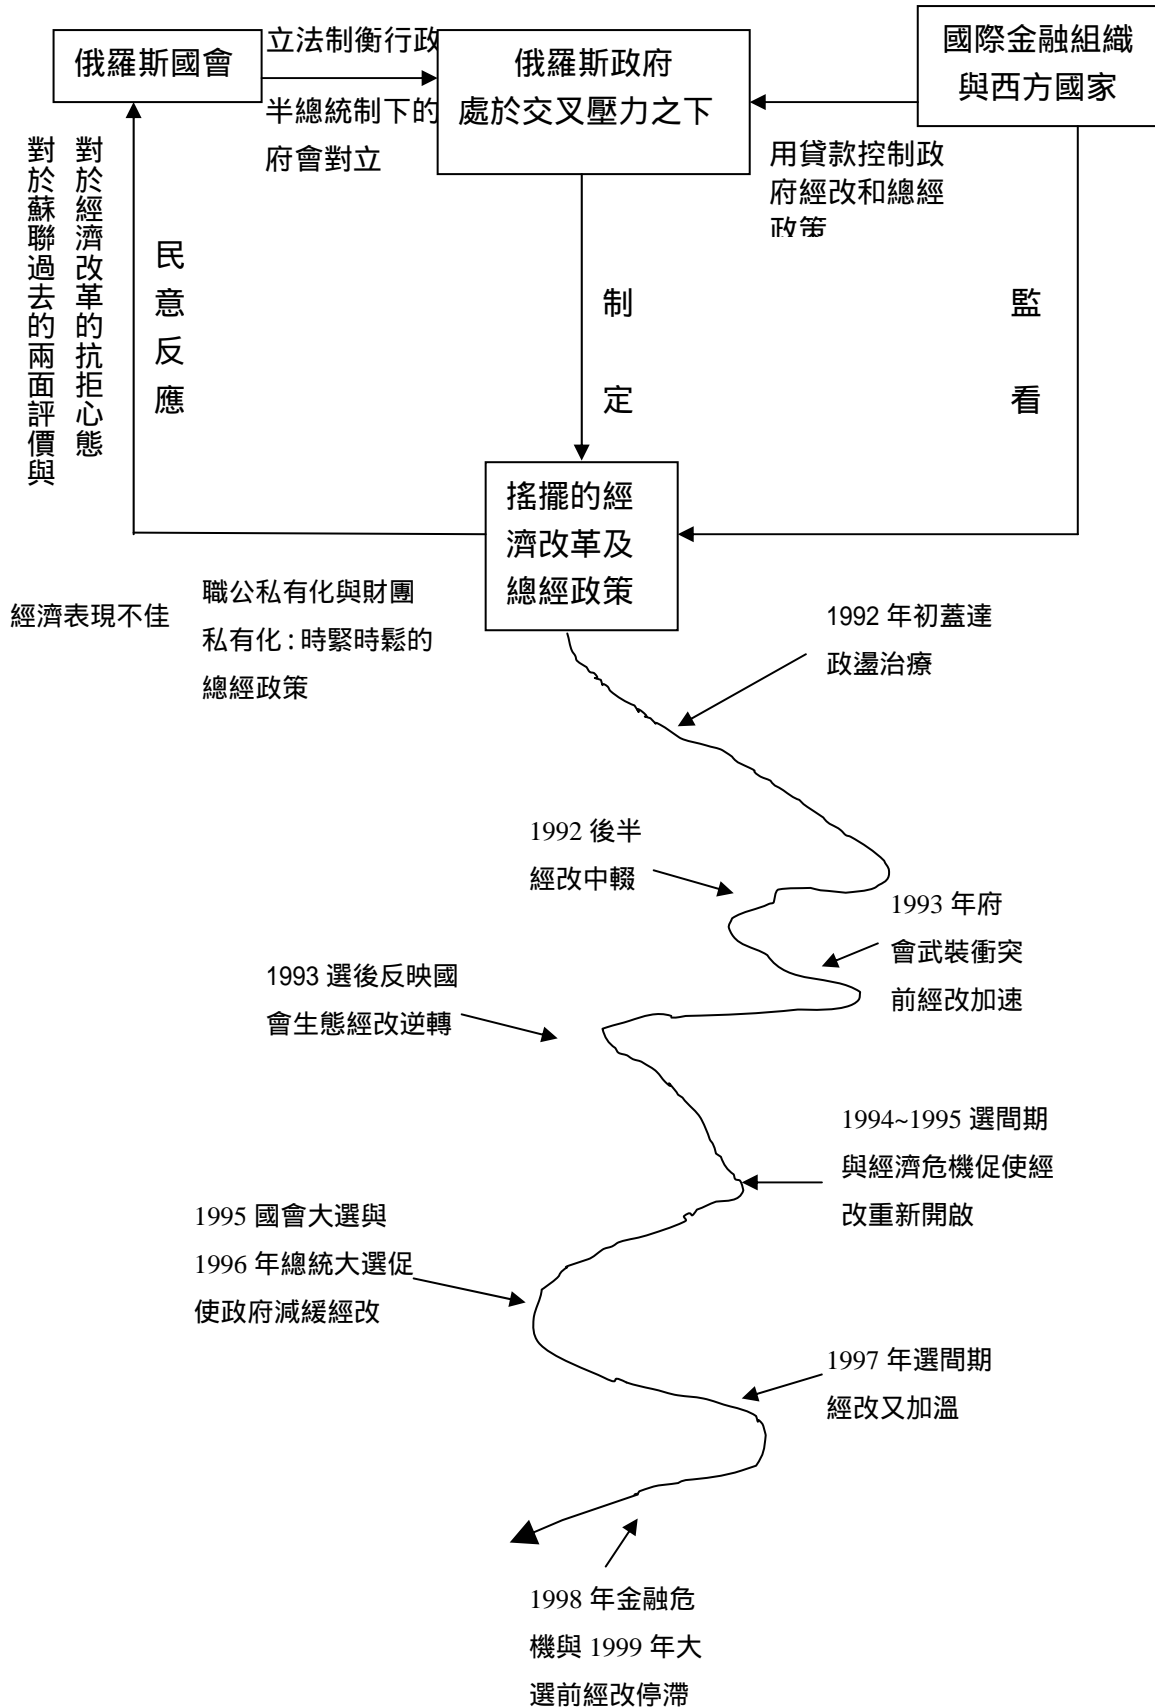 俄羅斯國會
立法制衡行政
半總統制下的
府會對立
俄羅斯政府
處於交叉壓力之下
國際金融組織
與西方國家
用貸款控制政
府經改和總經
政策
對於蘇聯過去的兩面評價與
對於經濟改革的抗拒心態
民意反應
制定
監看
搖擺的經
濟改革及
總經政策
經濟表現不佳
職公私有化與財團
私有化:時緊時鬆的
總經政策
1992 年初蓋達
政盪治療
1992 後半
經改中輟
1993 年府
會武裝衝突
前經改加速
1993 選後反映國
會生態經改逆轉
1994~1995 選間期
與經濟危機促使經
改重新開啟
1995 國會大選與
1996 年總統大選促
使政府減緩經改
1997 年選間期
經改又加溫
1998 年金融危
機與 1999 年大
選前經改停滯